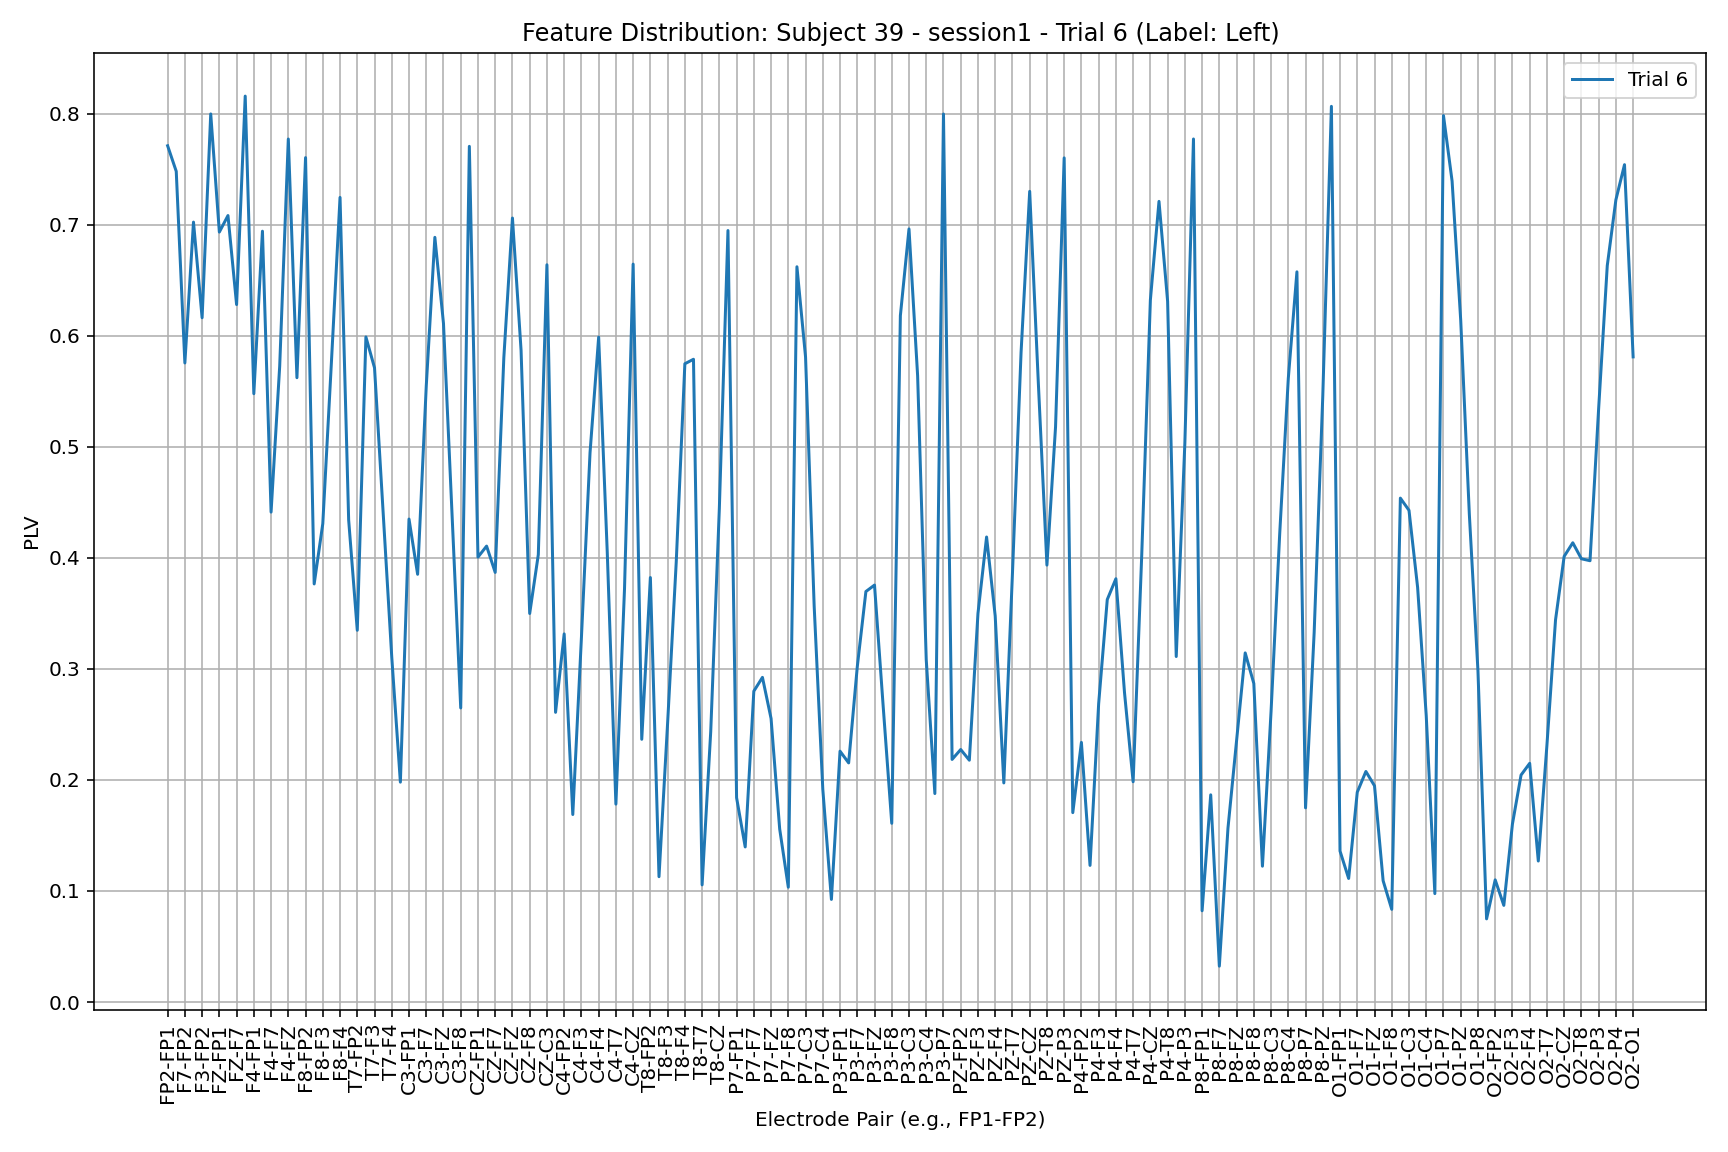 Feature Distribution: Subject 39 - session1 - Trial 6 (Label: Left)
Trial 6
PLV
0.8
0.7
0.6
0.5
0.4
0.3
0.2
0.1
0.0
FP2-FP1
F7-FP2
F3-FP2
FZ-FP1
FZ-F7
F4-FP1
F4-F7
F4-FZ
F8-FP2
F8-F3
F8-F4
T7-FP2
T7-F3
T7-F4
C3-FP1
C3-F7
C3-FZ
C3-F8
CZ-FP1
CZ-F7
CZ-FZ
CZ-F8
CZ-C3
C4-FP2
C4-F3
C4-F4
C4-T7
C4-CZ
T8-FP2
T8-F3
T8-F4
T8-T7
T8-CZ
P7-FP1
P7-F7
P7-FZ
P7-F8
P7-C3
P7-C4
P3-FP1
P3-F7
P3-FZ
P3-F8
P3-C3
P3-C4
P3-P7
PZ-FP2
PZ-F3
PZ-F4
PZ-T7
PZ-CZ
PZ-T8
PZ-P3
P4-FP2
P4-F3
P4-F4
P4-T7
P4-CZ
P4-T8
P4-P3
P8-FP1
P8-F7
P8-FZ
P8-F8
P8-C3
P8-C4
P8-P7
P8-PZ
O1-FP1
O1-F7
O1-FZ
O1-F8
O1-C3
O1-C4
O1-P7
O1-PZ
O1-P8
O2-FP2
O2-F3
O2-F4
O2-T7
O2-CZ
O2-T8
O2-P3
O2-P4
O2-O1
Electrode Pair (e.g., FP1-FP2)